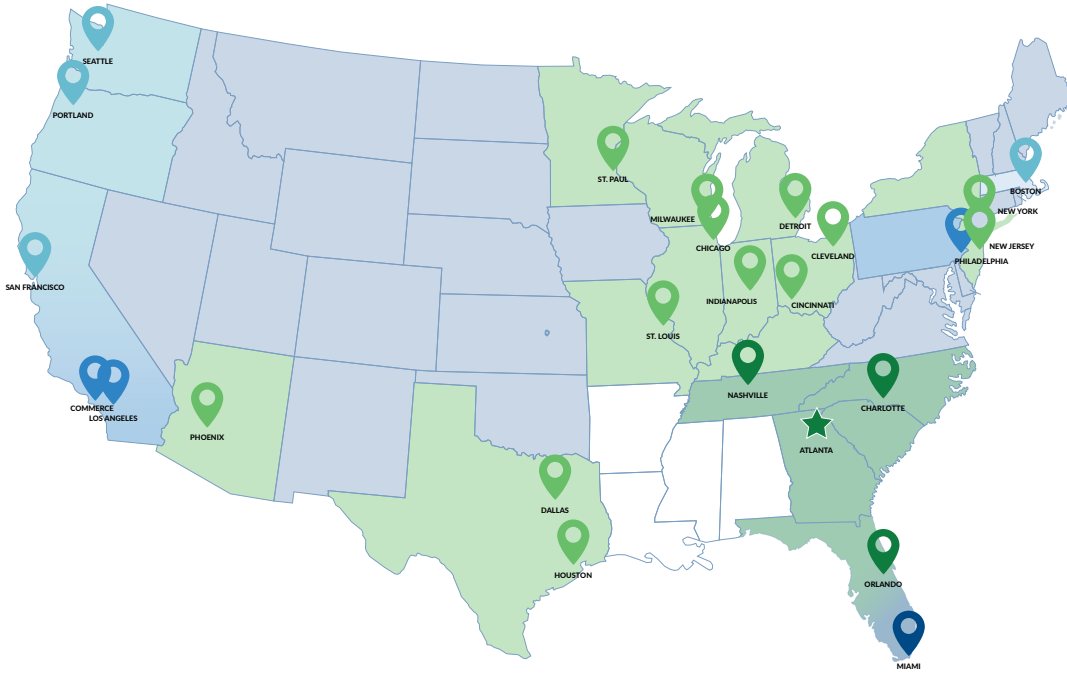 SEATTLE
PORTLAND
ST. PAUL
BOSTON
NEW YORK
MILWAUKEE
DETROIT
CHICAGO
NEW JERSEY
CLEVELAND
PHILADELPHIA
SAN FRANCISCO
INDIANAPOLIS
CINCINNATI
ST. LOUIS
NASHVILLE
COMMERCE
CHARLOTTE
LOS ANGELES
PHOENIX
ATLANTA
DALLAS
HOUSTON
ORLANDO
MIAMI